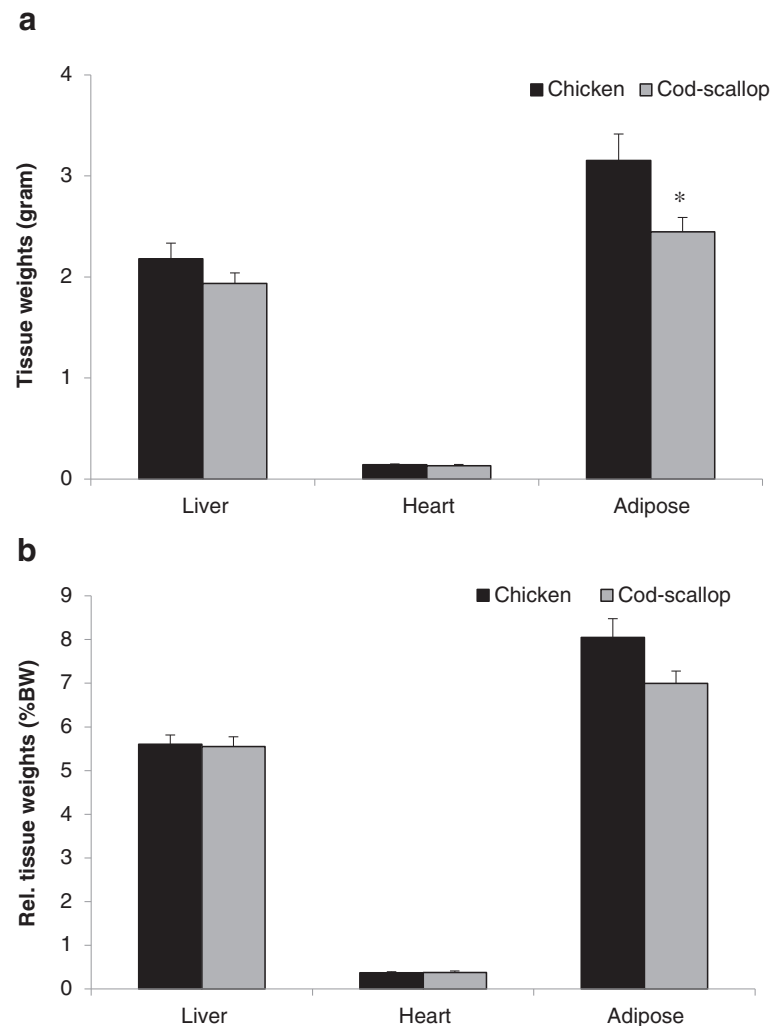 a
4
Chicken Cod-scallop
3
*
2
1
0
Tissue weights (gram)
Liver Heart Adipose
b
9
Chicken Cod-scallop
8
7
6
5
4
3
2
1
0
Rel. tissue weights (%BW)
Liver Heart Adipose